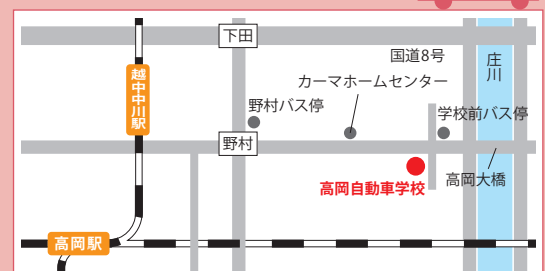 下田
国道8号
庄川
越中中川駅
カーマホームセンター
野村バス停
学校前バス停
野村
高岡自動車学校
高岡大橋
高岡駅